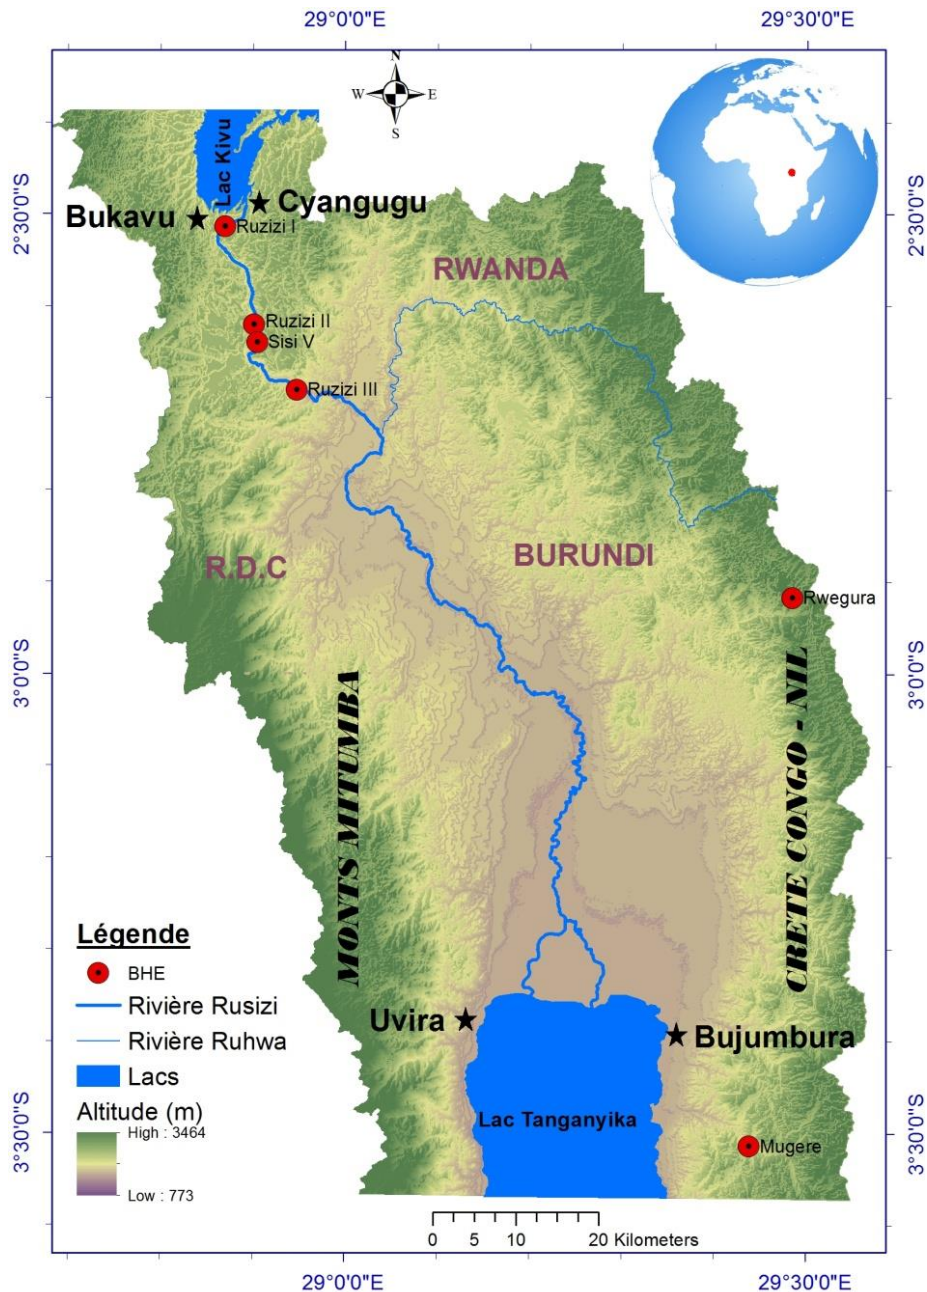 29°0'0"E
29°30'0"E
N
W
E
S
Lac Kivu
Bukavu
Cyangugu
Ruzizi I
2°30'0"S
2°30'0"S
RWANDA
Ruzizi II
Sisi V
Ruzizi III
R.D.C
BURUNDI
Rwegura
3°0'0"S
3°0'0"S
MONTS MITUMBA
CRETE CONGO - NIL
Légende
BHE
Rivière Rusizi
Rivière Ruhwa
Lacs
Altitude (m)
High : 3464
Low : 773
Uvira
Bujumbura
Lac Tanganyika
Mugere
3°30'0"S
3°30'0"S
0 5 10 20 Kilometers
29°0'0"E
29°30'0"E